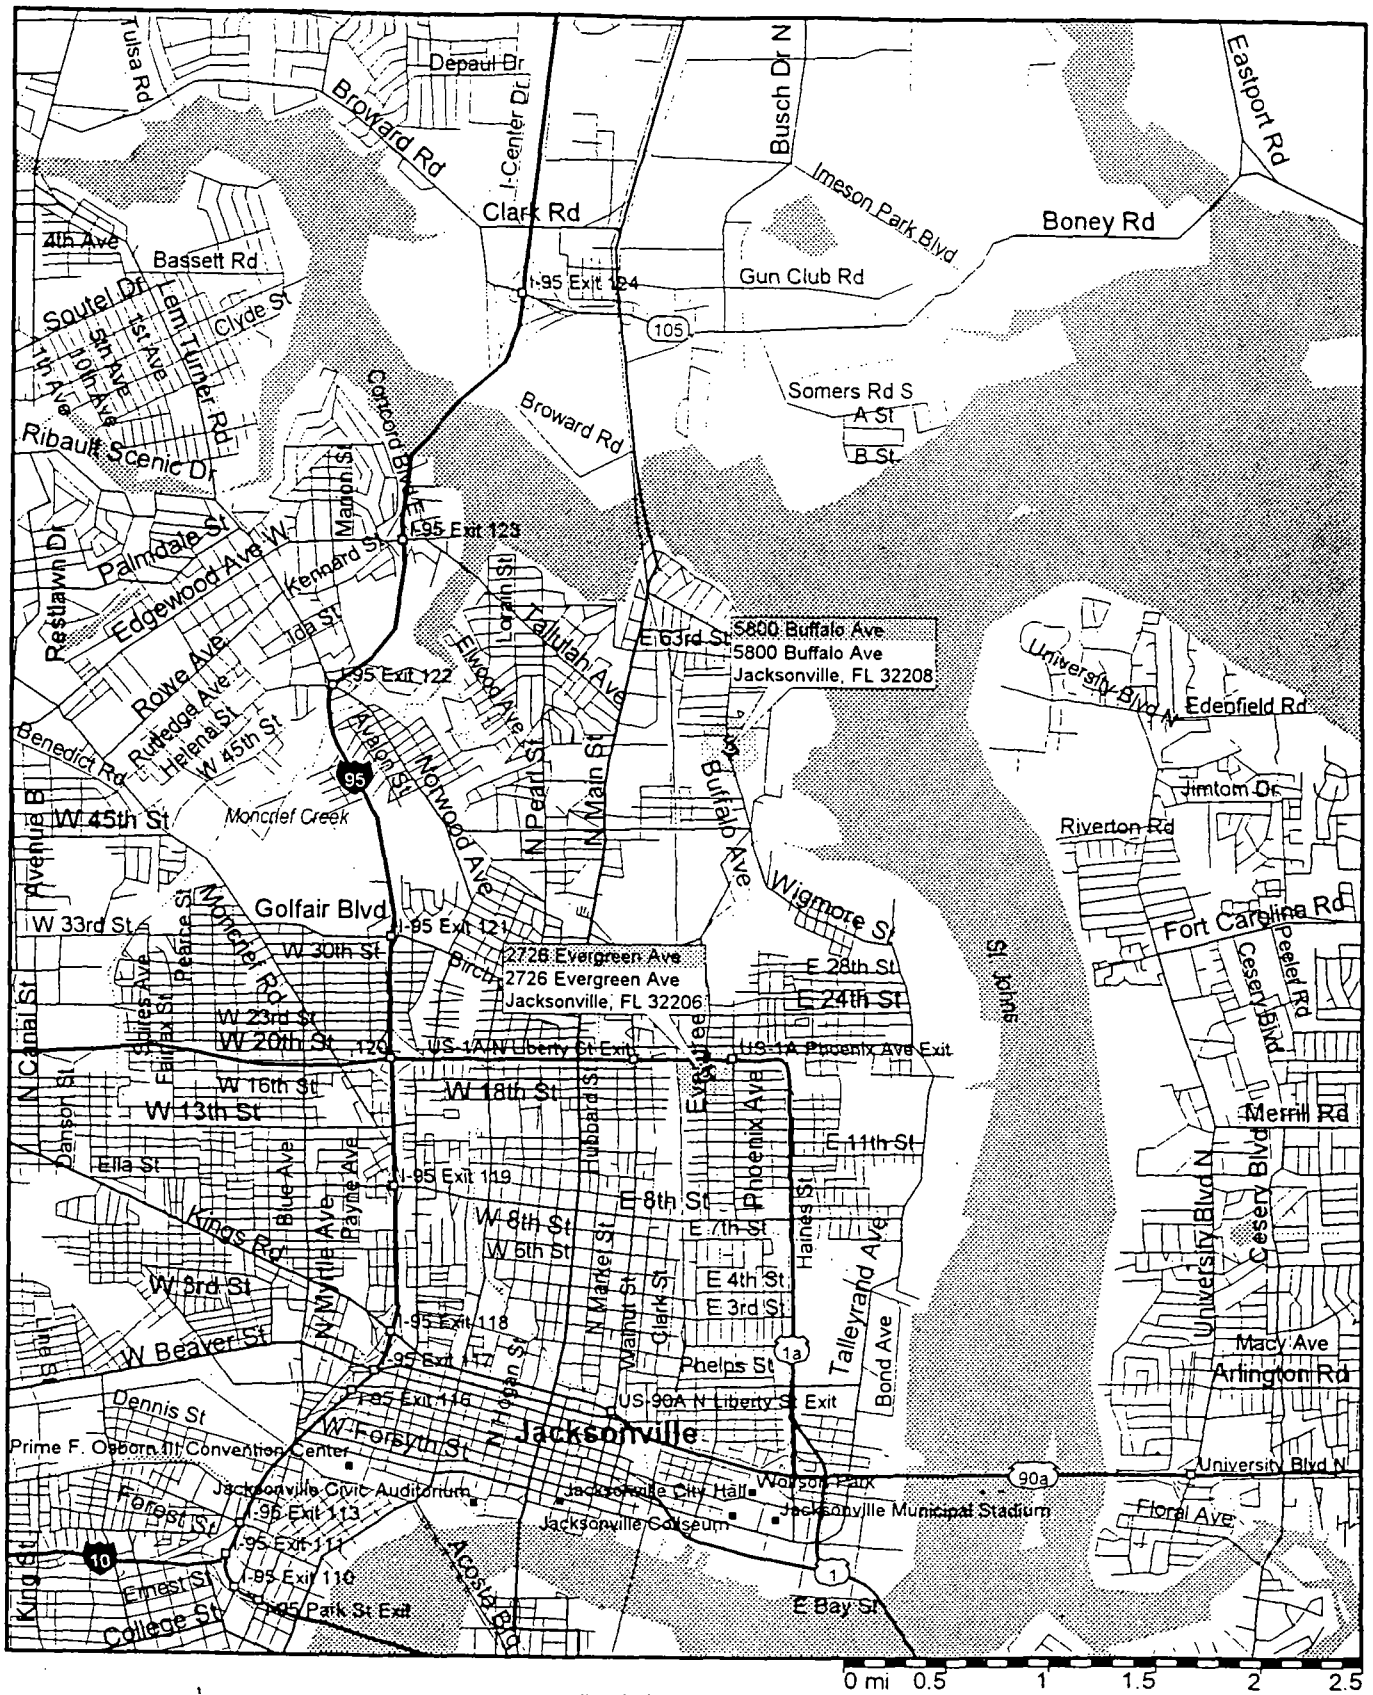 Tulsa Rd
Depaul Dr
Broward Rd
I-Center Dr
Busch Dr N
Eastport Rd
Imeson Park Blvd
Clark Rd
Boney Rd
4th Ave
Bassett Rd
Gun Club Rd
I-95 Exit 124
Soutel Dr
Lem Turner Rd
Clyde St
105
1st Ave
5th Ave
10th Ave
1th Ave
Concord Blvd E
Somers Rd S
A St
B St
Broward Rd
Ribault Scenic Dr
Marion St
I-95 Exit 123
Restlawn Dr
Palmdale St
Edgewood Ave W
Kennard St
Lorain St
Tallulah Ave
Ida St
E 63rd St
5800 Buffalo Ave
5800 Buffalo Ave
Jacksonville, FL 32208
Elwood Ave
University Blvd N
Edenfield Rd
Rowe Ave
I-95 Exit 122
Rutledge Ave
Helena St
W 45th St
Benedict Rd
Avalon St
Norwood Ave
95
N Pearl St
N Main St
Buffalo Ave
Jimtom Dr
Avenue B
W 45th St
Moncrief Creek
Riverton Rd
Wigmore St
Golfair Blvd
W 33rd St
Pearce St
Moncrief Rd
I-95 Exit 121
W 30th St
Birch
2726 Evergreen Ave
2726 Evergreen Ave
Jacksonville, FL 32206
E 28th St
E 24th St
St Johns
Fort Carolina Rd
Cesery Blvd
Peeler Rd
N Canal St
Spires Ave
Fairfax St
W 23rd St
W 20th St
120
US-1A N Liberty St Exit
US-1A Phoenix Ave Exit
W 16th St
W 18th St
W 13th St
Hubbard St
Phoenix Ave
Merrill Rd
Danson St
Ella St
Blue Ave
Payne Ave
I-95 Exit 119
E 11th St
E 8th St
E 7th St
Haines St
University Blvd N
Cesery Blvd
Kings Rd
N Myrtle Ave
W 8th St
W 6th St
N Market St
W 3rd St
E 4th St
E 3rd St
Walnut St
Clark St
Talleyrand Ave
Bond Ave
I-95 Exit 118
W Beaver St
I-95 Exit 117
N Hogan St
1a
Phelps St
Macy Ave
Arlington Rd
I-95 Exit 116
US-90A N Liberty St Exit
Dennis St
W Forsyth St
Jacksonville
Prime F. Osborn III Convention Center
90a
University Blvd N
Jacksonville Civic Auditorium
Jacksonville City Hall
Wolfson Park
Jacksonville Municipal Stadium
Jacksonville Coliseum
Floral Ave
Forest St
I-95 Exit 113
I-95 Exit 111
10
King St
Ernest St
I-95 Exit 110
College St
I-95 Park St Exit
Acosta Brg
1
E Bay St
0 mi 0.5 1 1.5 2 2.5